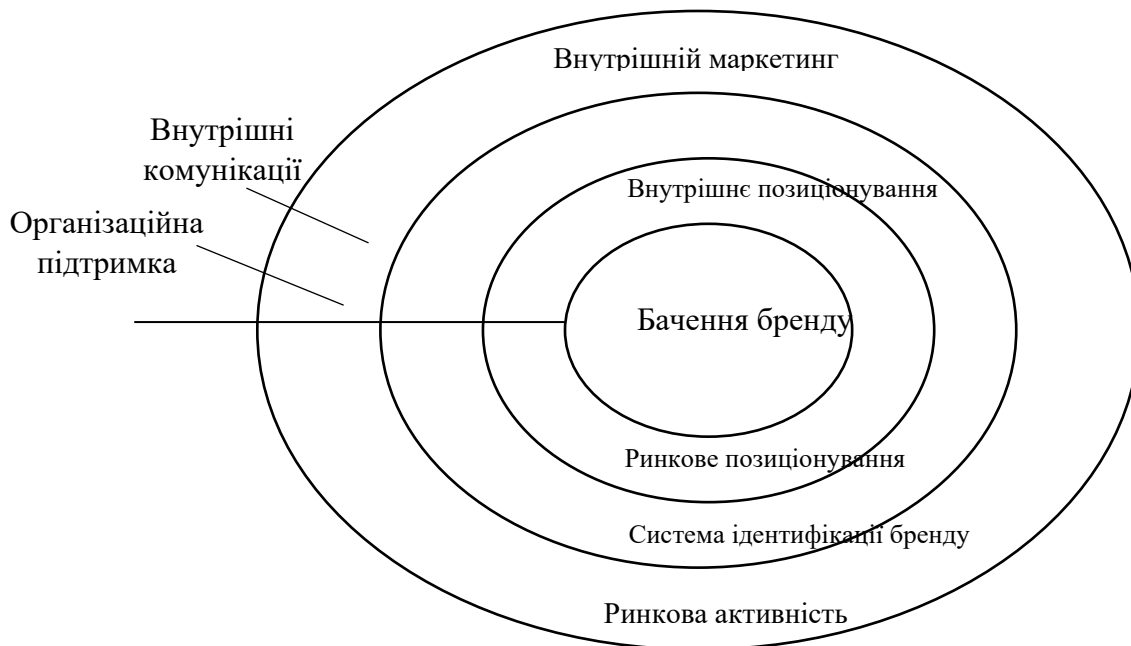 Внутрішній маркетинг
Внутрішні
комунікації
Внутрішнє позиціонування
Організаційна
підтримка
Бачення бренду
Ринкове позиціонування
Система ідентифікації бренду
Ринкова активність